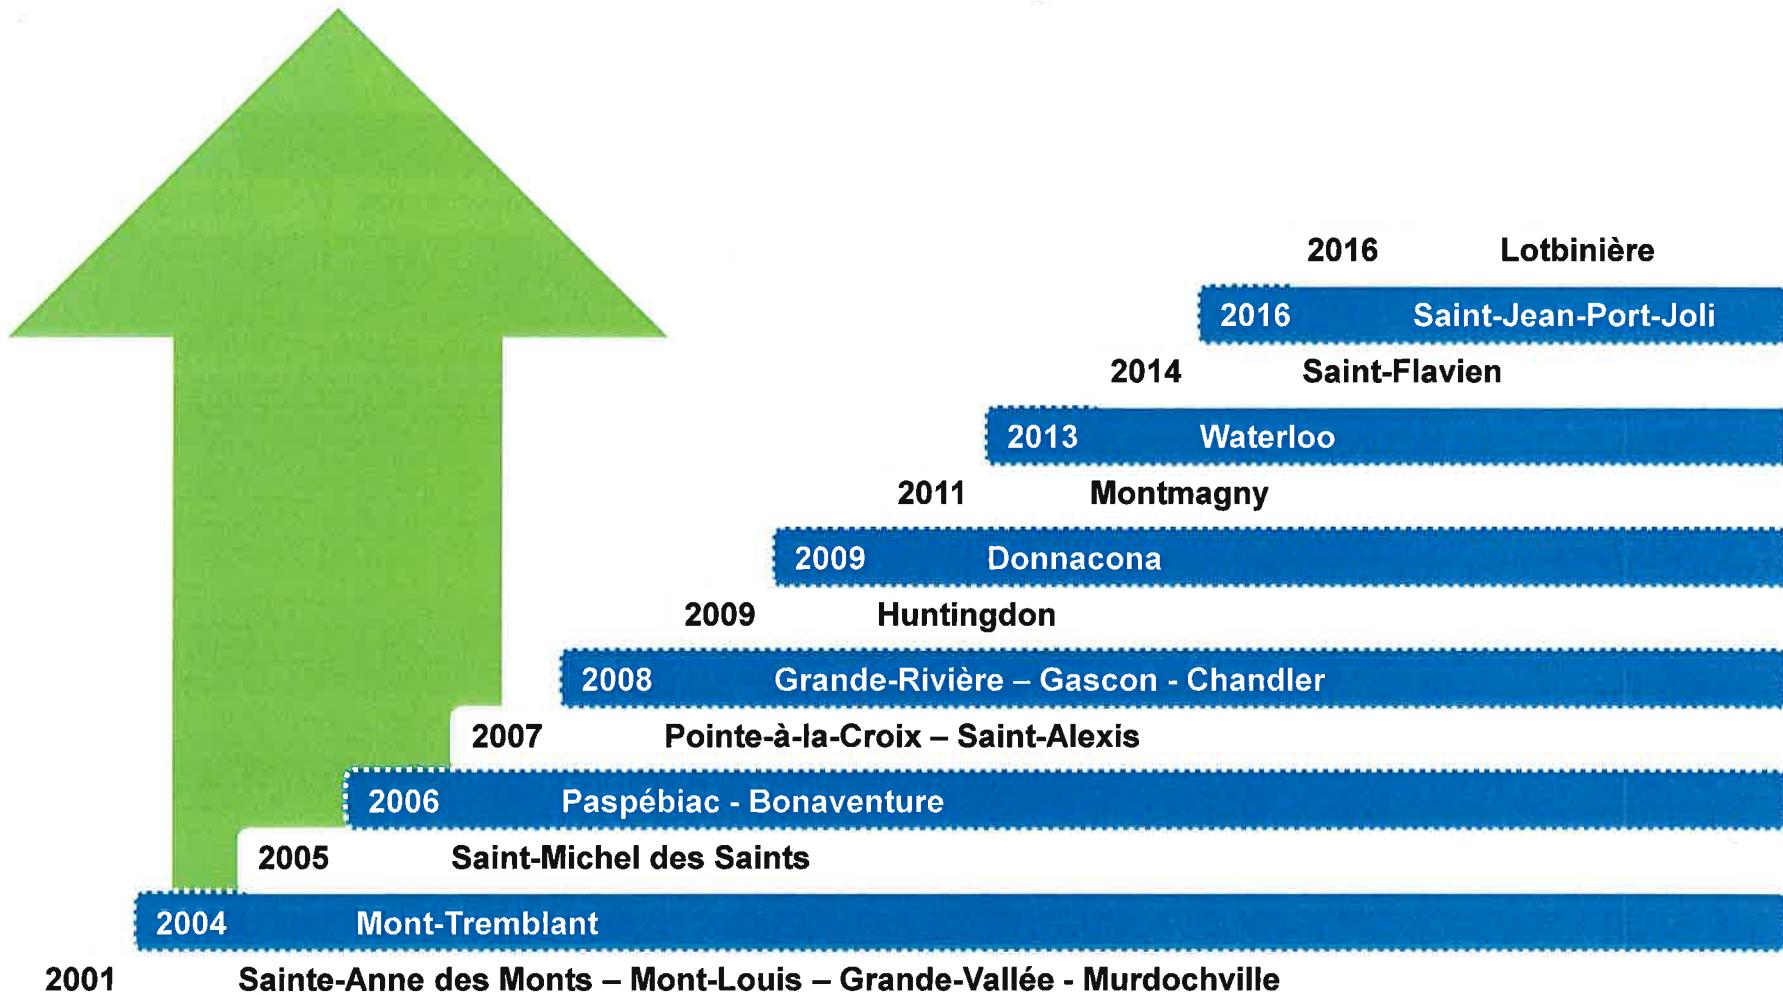 2016 Lotbinière
2016 Saint-Jean-Port-Joli
2014 Saint-Flavien
2013 Waterloo
2011 Montmagny
2009 Donnacona
2009 Huntingdon
2008 Grande-Rivière – Gascon - Chandler
2007 Pointe-à-la-Croix – Saint-Alexis
2006 Paspébiac - Bonaventure
2005 Saint-Michel des Saints
2004 Mont-Tremblant
2001 Sainte-Anne des Monts – Mont-Louis – Grande-Vallée - Murdochville